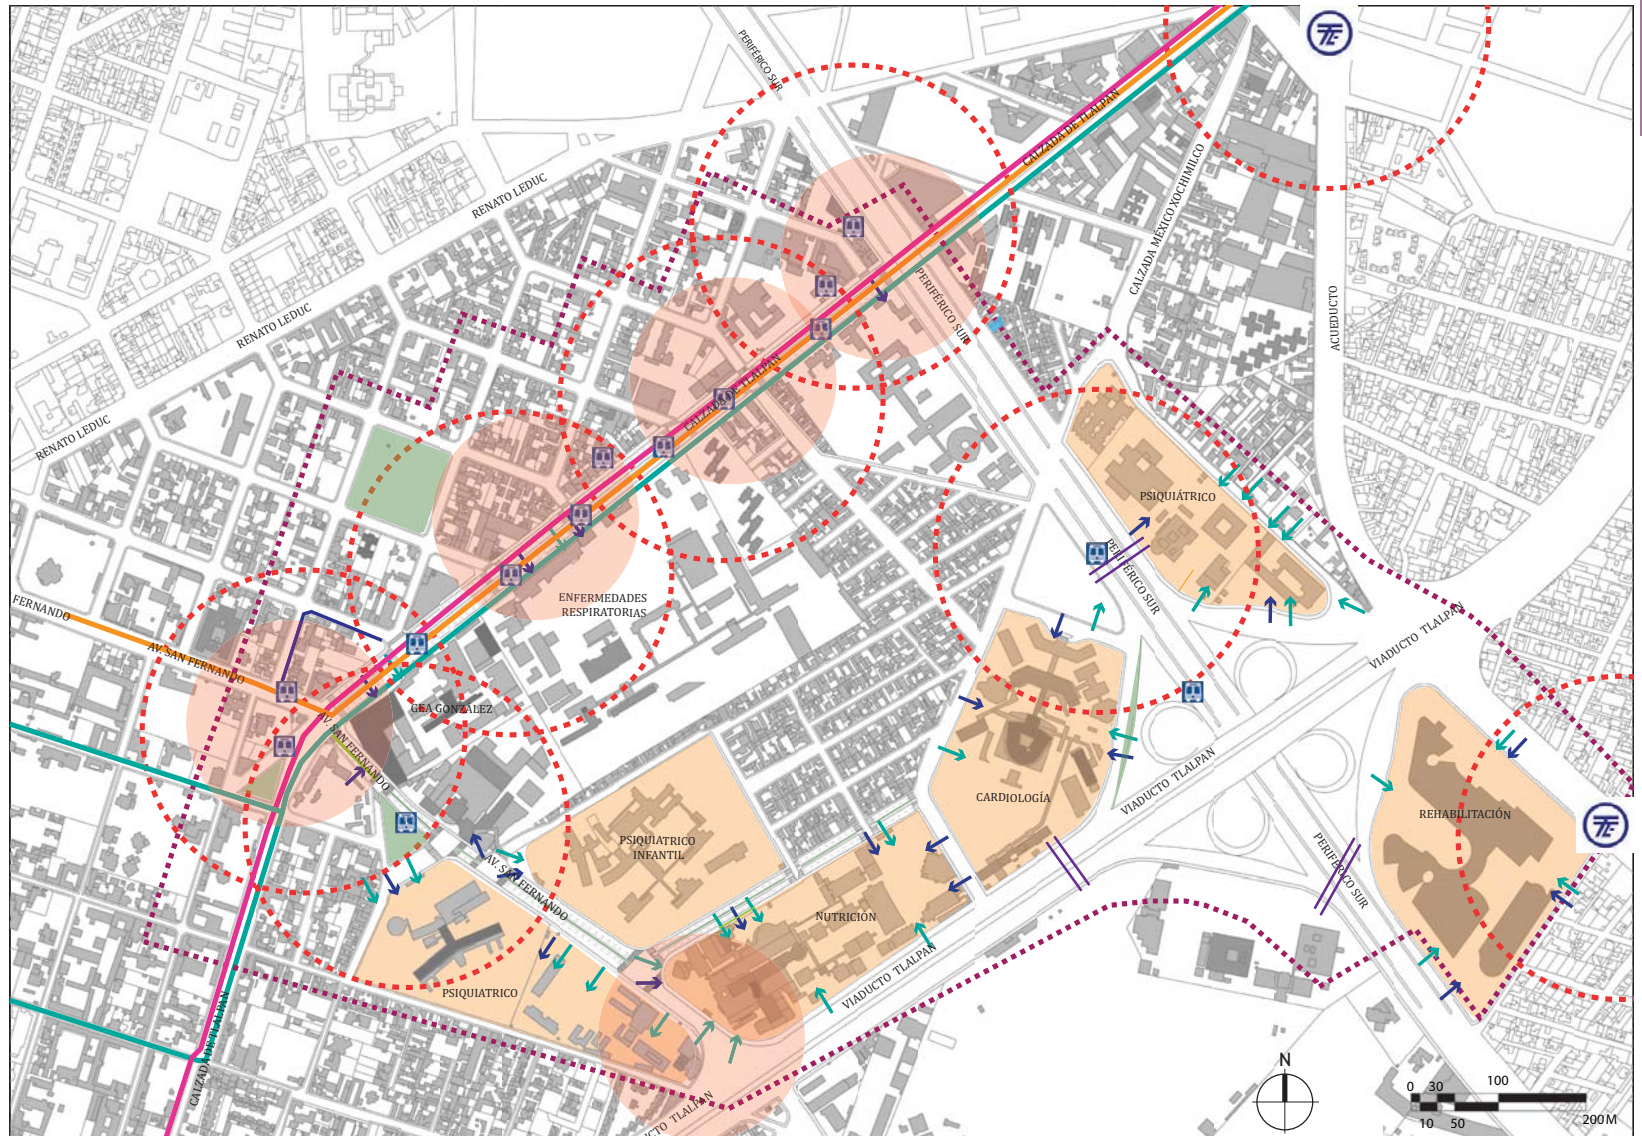 PERIFÉRICO SUR
CALZADA DE TLALPAN
CALZADA MÉXICO XOCHIMILCO
RENATO LEDUC
RENATO LEDUC
RENATO LEDUC
PERIFÉRICO SUR
ACUEDUCTO
CALZADA DE TLALPAN
PSIQUIÁTRICO
PERIFÉRICO SUR
ENFERMEDADES
RESPIRATORIAS
FERNANDO
AV. SAN FERNANDO
VIADUCTO TLALPAN
GEA GONZÁLEZ
AV. SAN FERNANDO
CARDIOLOGÍA
VIADUCTO TLALPAN
REHABILITACIÓN
PSIQUIATRICO
INFANTIL
PERIFÉRICO SUR
AV. SAN FERNANDO
NUTRICIÓN
PSIQUIATRICO
VIADUCTO TLALPAN
CALZADA DE TLALPAN
CTO TLALPAN
N
0 30 100
10 50 200 M